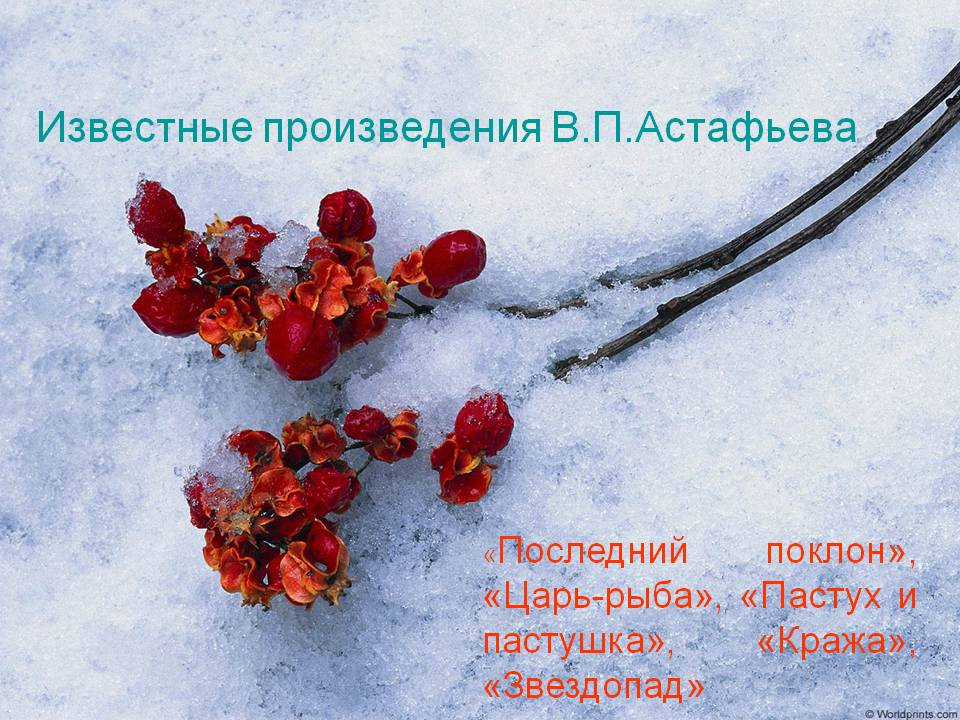 Известные произведения В.П.Астафьева
«Последний поклон»,
«Царь-рыба», «Пастух и
пастушка», «Кража»,
«Звездопад»
© Worldprints.com